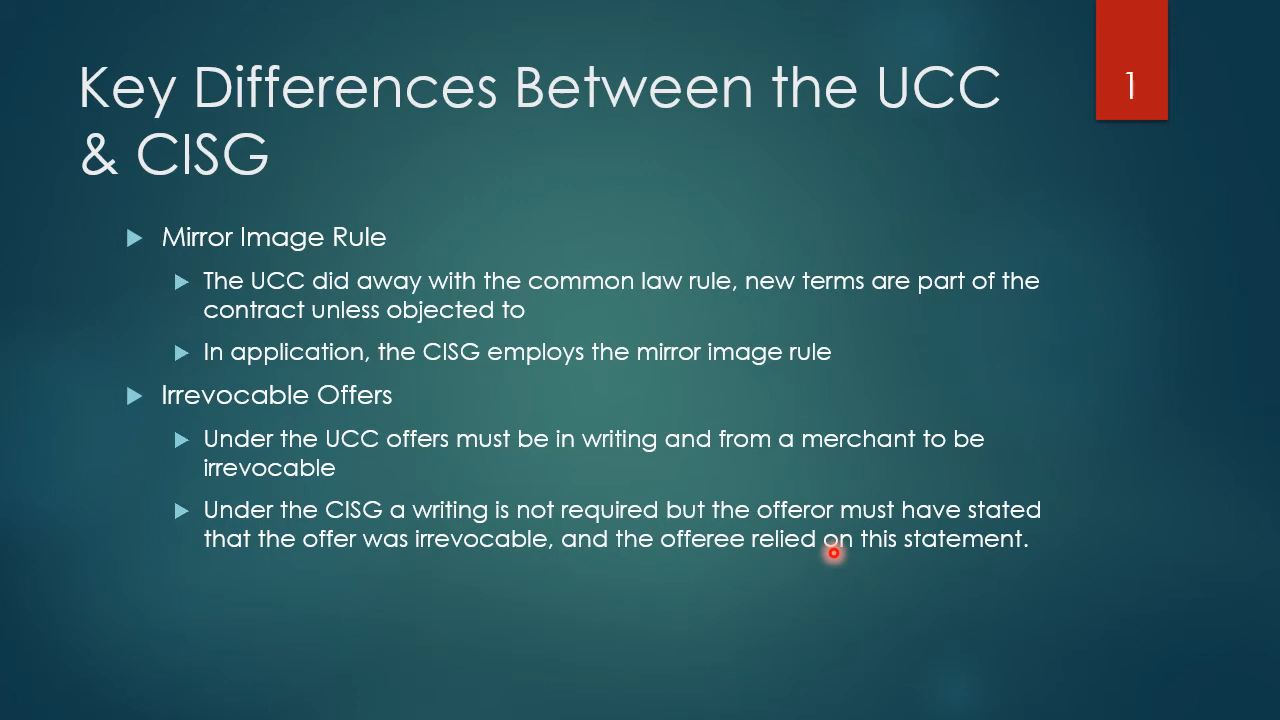 Key Differences Between the UCC
& CISG
1
Mirror Image Rule
The UCC did away with the common law rule, new terms are part of the
contract unless objected to
In application, the CISG employs the mirror image rule
Irrevocable Offers
Under the UCC offers must be in writing and from a merchant to be
irrevocable
Under the CISG a writing is not required but the offeror must have stated
that the offer was irrevocable, and the offeree relied on this statement.